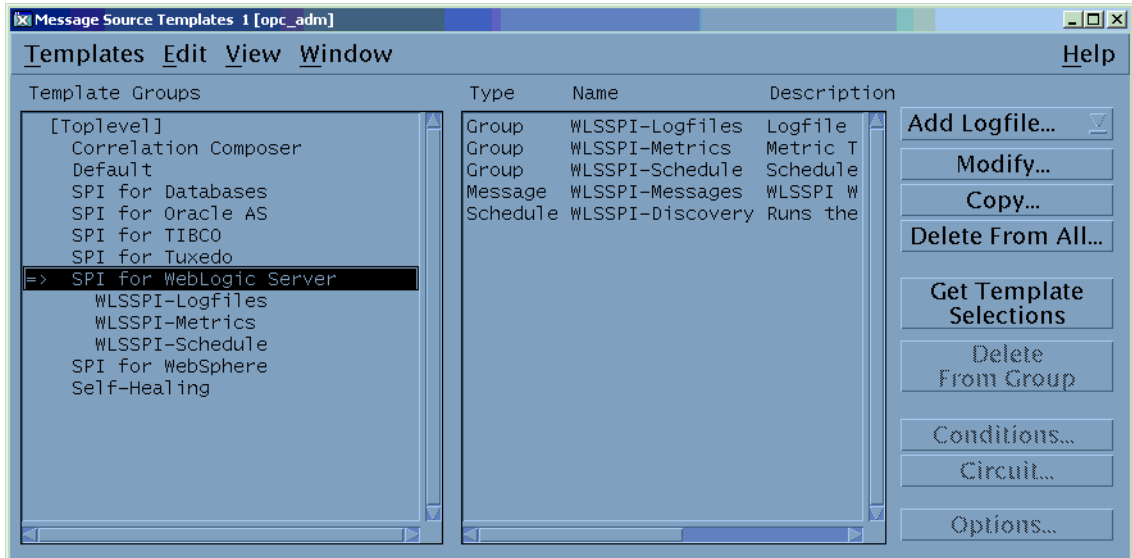 Message Source Templates 1 [opc_adm]
Templates Edit View Window Help
Template Groups
[Toplevel]
Correlation Composer
Default
SPI for Databases
SPI for Oracle AS
SPI for TIBCO
SPI for Tuxedo
=> SPI for WebLogic Server
WLSSPI-Logfiles
WLSSPI-Metrics
WLSSPI-Schedule
SPI for WebSphere
Self-Healing
Type Name Description
Group WLSSPI-Logfiles Logfile
Group WLSSPI-Metrics Metric T
Group WLSSPI-Schedule Schedule
Message WLSSPI-Messages WLSSPI W
Schedule WLSSPI-Discovery Runs the
Add Logfile...
Modify...
Copy...
Delete From All...
Get Template
Selections
Delete
From Group
Conditions...
Circuit...
Options...